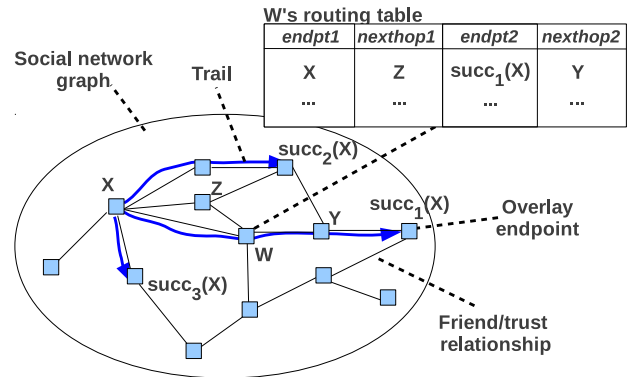 W's routing table
endpt1 nexthop1 endpt2 nexthop2
X Z succ1(X) Y
... ... ... ...
Social network
graph
Trail
succ2(X)
X
Z
succ1(X)
Y
W
Overlay
endpoint
succ3(X)
Friend/trust
relationship